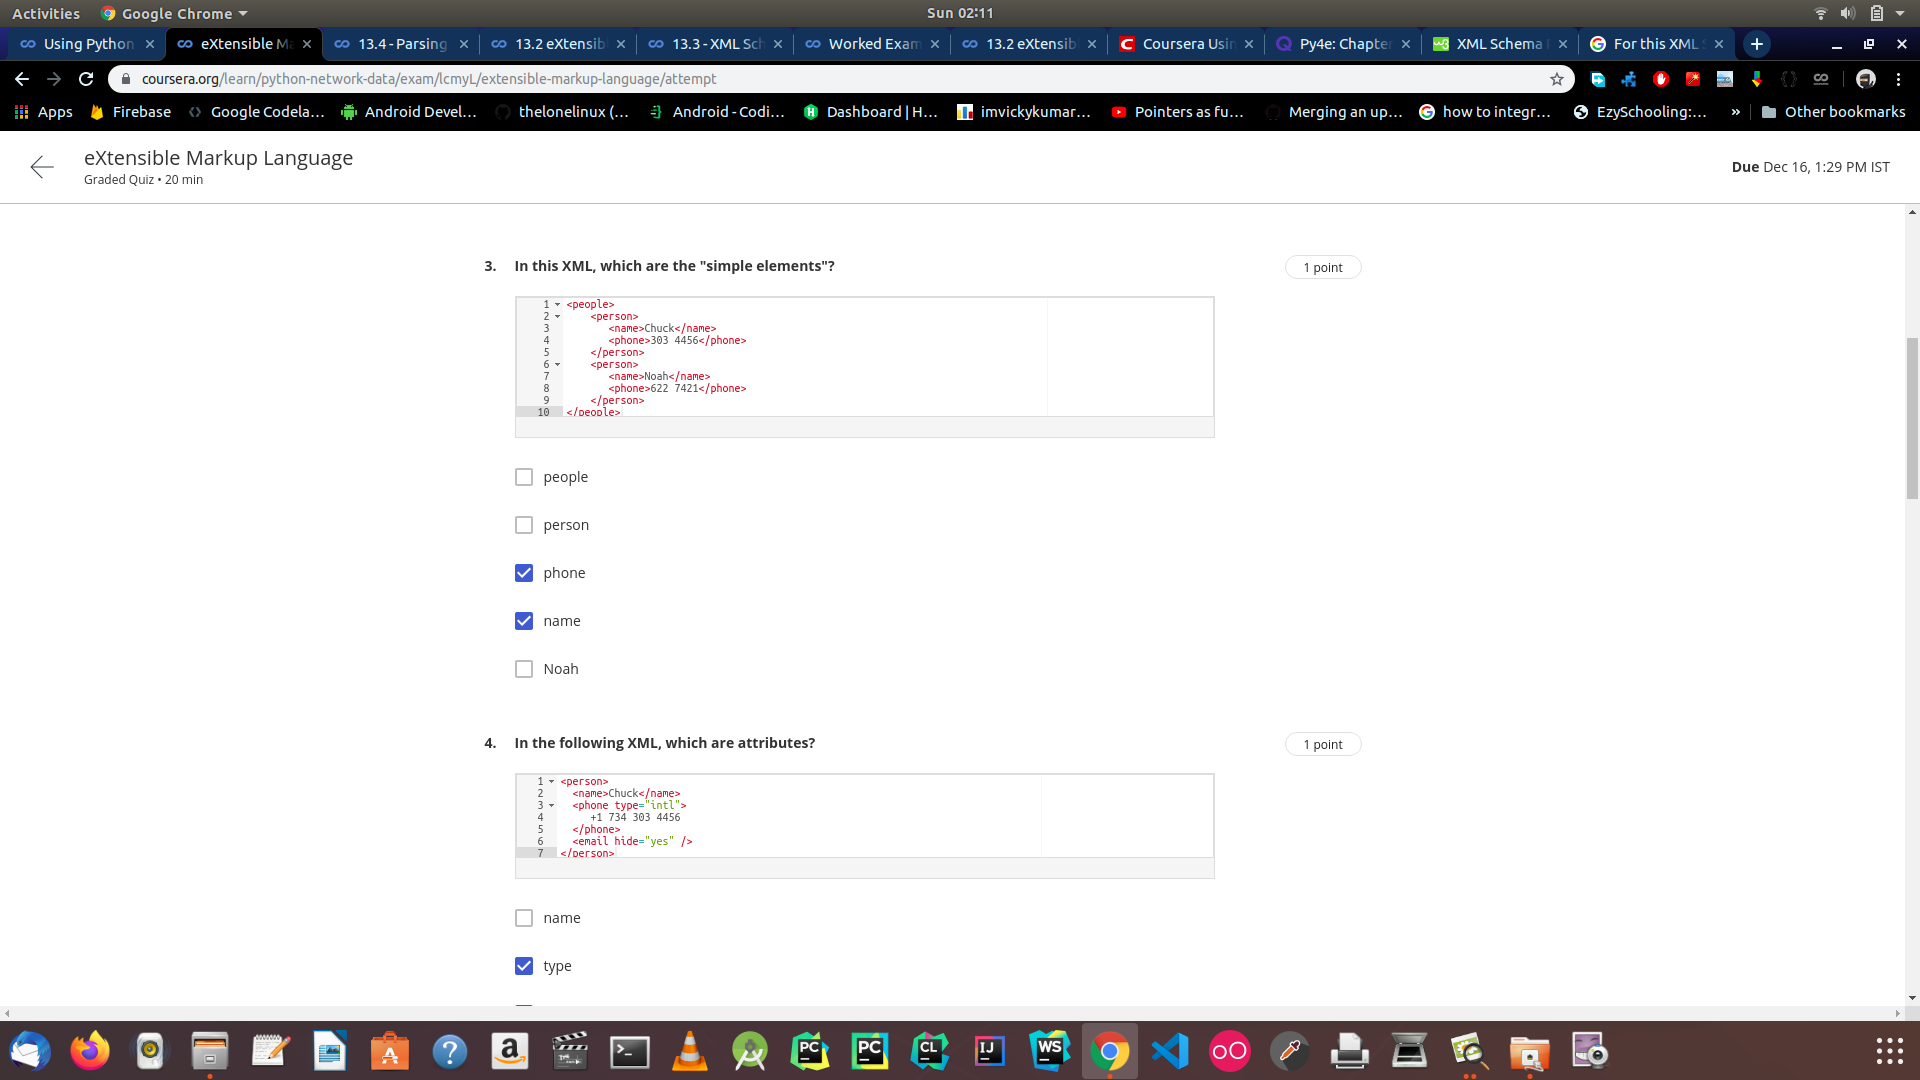 Activities
Google Chrome
Sun 02:11
Using Python
eXtensible Ma
13.4 - Parsing
13.2 eXtensib
13.3 - XML Sch
Worked Exam
13.2 eXtensib
Coursera Usin
Py4e: Chapter
XML Schema
For this XML
coursera.org/learn/python-network-data/exam/lcmyL/extensible-markup-language/attempt
Apps
Firebase
Google Codela...
Android Devel...
thelonelinux (...
Android - Codi...
Dashboard | H...
imvickykumar...
Pointers as fu...
Merging an up...
how to integr...
EzySchooling:...
»
Other bookmarks
eXtensible Markup Language
Graded Quiz • 20 min
Due Dec 16, 1:29 PM IST
3. In this XML, which are the "simple elements"?
1 point
1 <people>
2 <person>
3 <name>Chuck</name>
4 <phone>303 4456</phone>
5 </person>
6 <person>
7 <name>Noah</name>
8 <phone>622 7421</phone>
9 </person>
10 </people>
people
person
phone
name
Noah
4. In the following XML, which are attributes?
1 point
1 <person>
2 <name>Chuck</name>
3 <phone type="intl">
4 +1 734 303 4456
5 </phone>
6 <email hide="yes" />
7 </person>
name
type